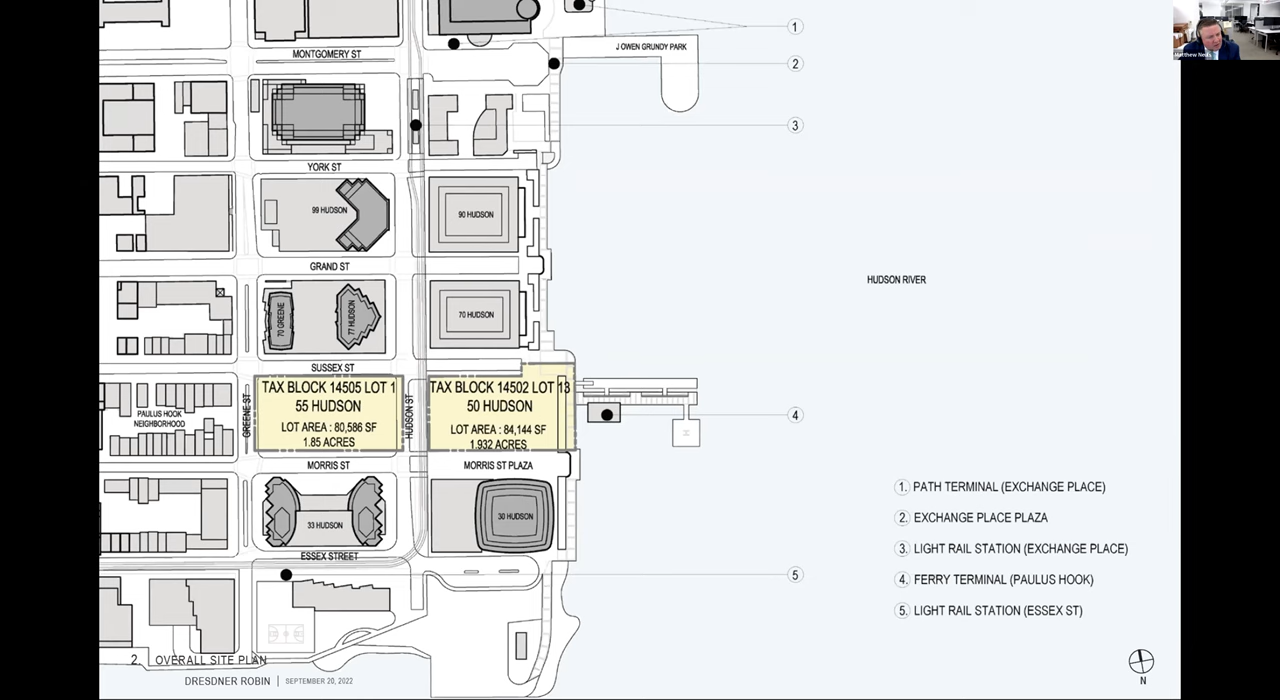 1
MONTGOMERY ST
J OWEN GRUNDY PARK
2
3
YORK ST
99 HUDSON
90 HUDSON
GRAND ST
HUDSON RIVER
70 GREENE
77 HUDSON
70 HUDSON
SUSSEX ST
TAX BLOCK 14505 LOT 1
55 HUDSON
LOT AREA : 80,586 SF
1.85 ACRES
TAX BLOCK 14502 LOT 13
50 HUDSON
LOT AREA : 84,144 SF
1.932 ACRES
GREENE ST
HUDSON ST
PAULUS HOOK
NEIGHBORHOOD
4
MORRIS ST
MORRIS ST PLAZA
33 HUDSON
30 HUDSON
ESSEX STREET
5
1. PATH TERMINAL (EXCHANGE PLACE)
2. EXCHANGE PLACE PLAZA
3. LIGHT RAIL STATION (EXCHANGE PLACE)
4. FERRY TERMINAL (PAULUS HOOK)
5. LIGHT RAIL STATION (ESSEX ST)
2. OVERALL SITE PLAN
DRESDNER ROBIN | SEPTEMBER 20, 2022
N